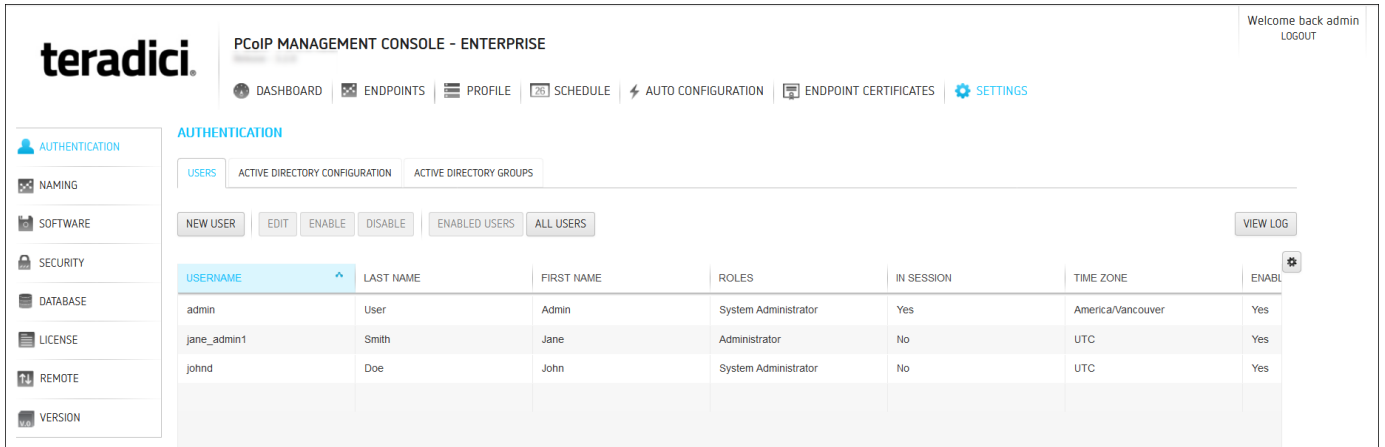 Welcome back admin
LOGOUT
teradici
PCoIP MANAGEMENT CONSOLE - ENTERPRISE
DASHBOARD ENDPOINTS PROFILE 26 SCHEDULE AUTO CONFIGURATION ENDPOINT CERTIFICATES SETTINGS
AUTHENTICATION
NAMING
SOFTWARE
SECURITY
DATABASE
LICENSE
REMOTE
V.0 VERSION
AUTHENTICATION
USERS ACTIVE DIRECTORY CONFIGURATION ACTIVE DIRECTORY GROUPS
NEW USER EDIT ENABLE DISABLE ENABLED USERS ALL USERS VIEW LOG
USERNAME LAST NAME FIRST NAME ROLES IN SESSION TIME ZONE ENABL
admin User Admin System Administrator Yes America/Vancouver Yes
jane_admin1 Smith Jane Administrator No UTC Yes
johnd Doe John System Administrator No UTC Yes